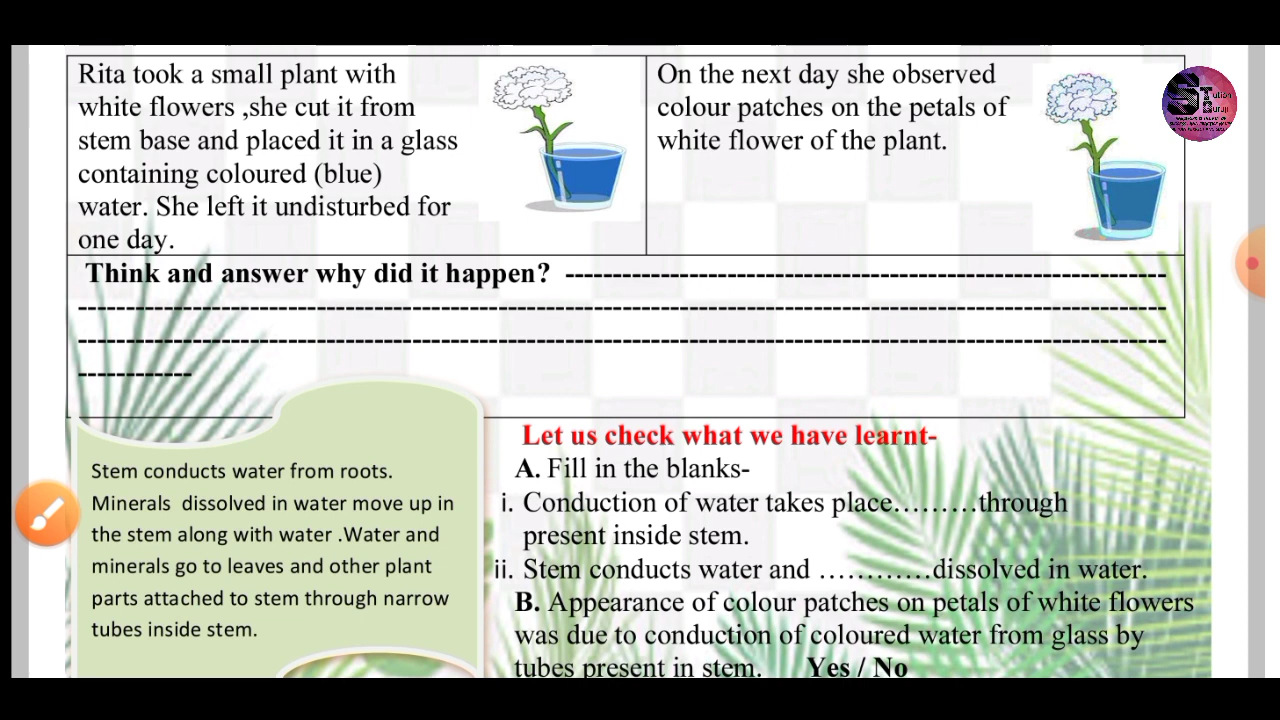 Rita took a small plant with
white flowers ,she cut it from
stem base and placed it in a glass
containing coloured (blue)
water. She left it undisturbed for
one day.
On the next day she observed
colour patches on the petals of
white flower of the plant.
Think and answer why did it happen? ------------------------------------------------------------
------------------------------------------------------------------------------------------------------------
------------------------------------------------------------------------------------------------------------
------------
Stem conducts water from roots.
Minerals dissolved in water move up in
the stem along with water .Water and
minerals go to leaves and other plant
parts attached to stem through narrow
tubes inside stem.
Let us check what we have learnt-
A. Fill in the blanks-
i. Conduction of water takes place.........through
present inside stem.
ii. Stem conducts water and ............dissolved in water.
B. Appearance of colour patches on petals of white flowers
was due to conduction of coloured water from glass by
tubes present in stem. Yes / No